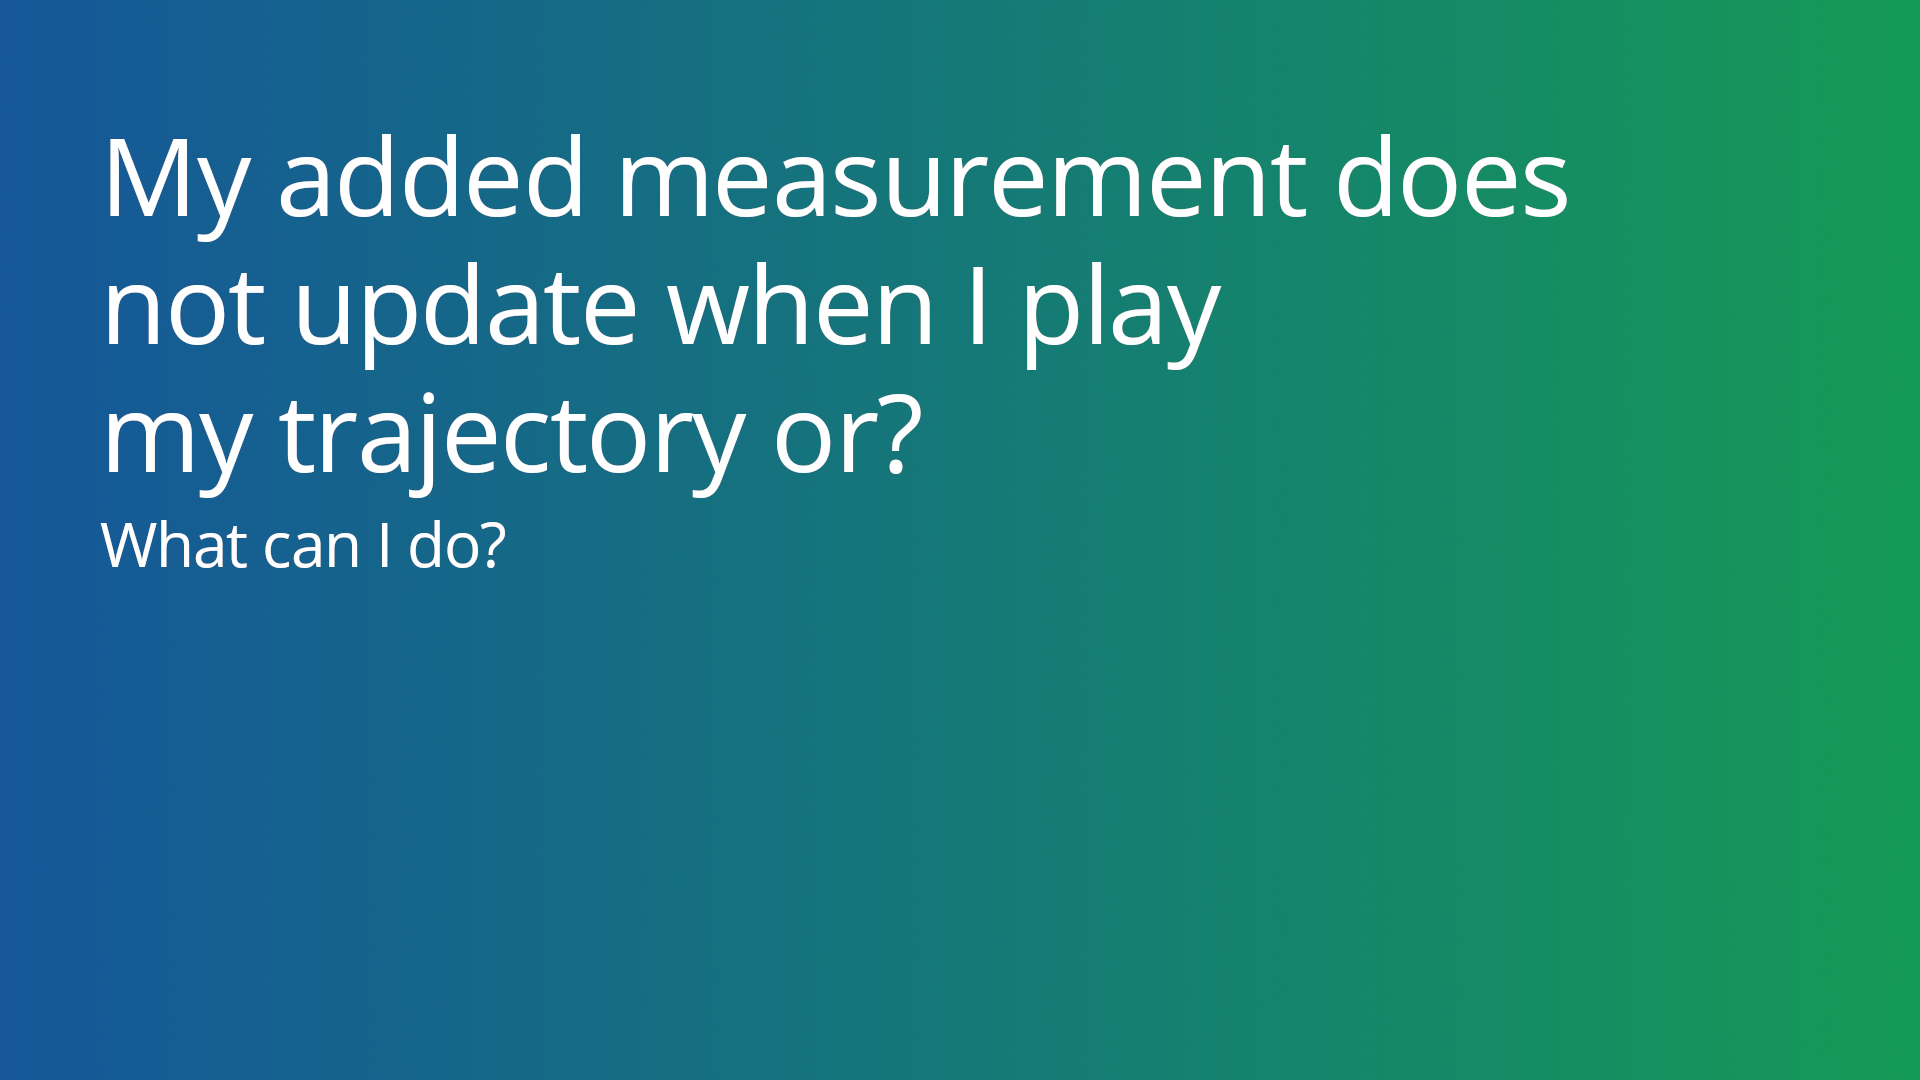 My added measurement does
not update when I play
my trajectory or?
What can I do?